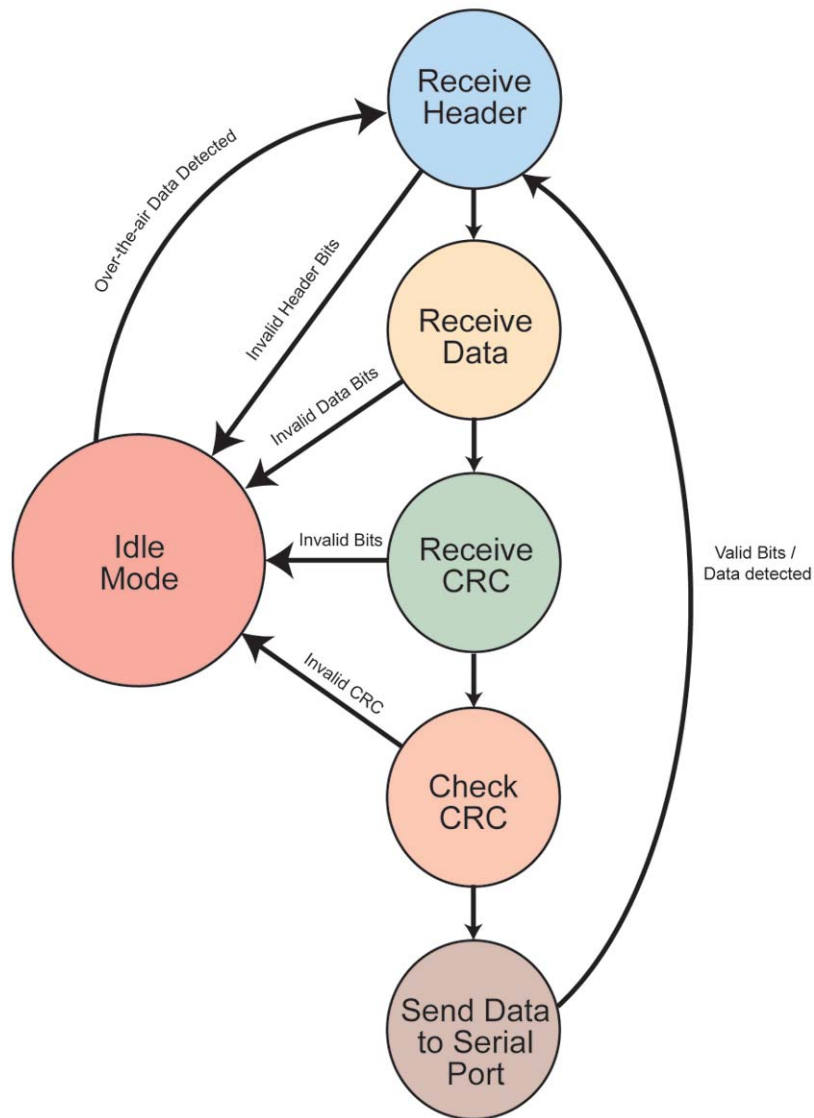 Receive
Header
Over-the-air Data Detected
Invalid Header Bits
Receive
Data
Invalid Data Bits
Idle
Mode
Invalid Bits
Receive
CRC
Valid Bits /
Data detected
Invalid CRC
Check
CRC
Send Data
to Serial
Port